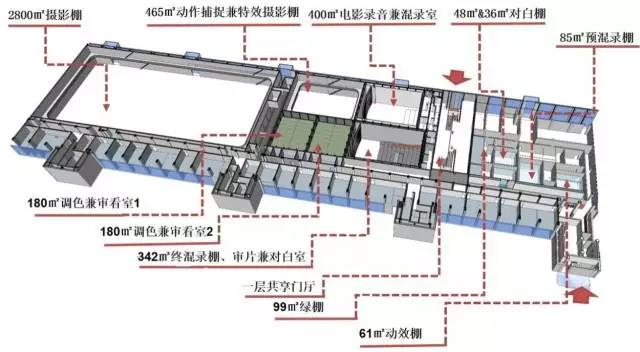 2800㎡摄影棚
465㎡动作捕捉兼特效摄影棚
400㎡电影录音兼混录室
48㎡&36㎡对白棚
85㎡预混录棚
180㎡调色兼审看室1
180㎡调色兼审看室2
342㎡终混录棚、审片兼对白室
一层共享门厅
99㎡绿棚
61㎡动效棚